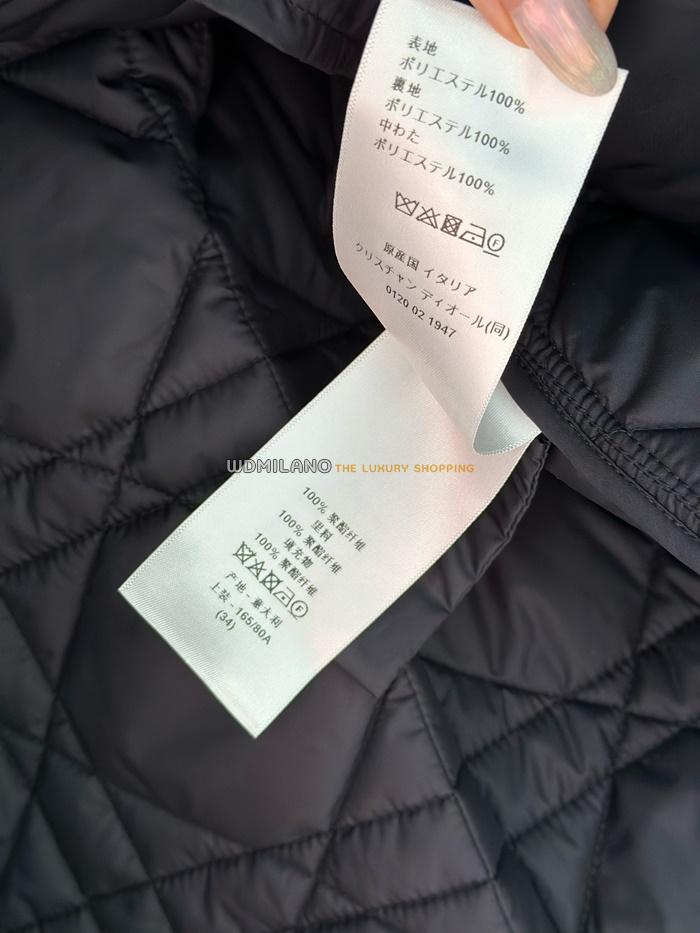 表地
ポリエステル100%
裏地
ポリエステル100%
中わた
ポリエステル100%
F
原産国 イタリア
クリスチャン ディオール(同)
0120 02 1947
WDMILANO THE LUXURY SHOPPING
100% 聚酯纤维
里料
100% 聚酯纤维
填充物
100% 聚酯纤维
F
产地 - 意大利
上装 - 165/80A
(34)